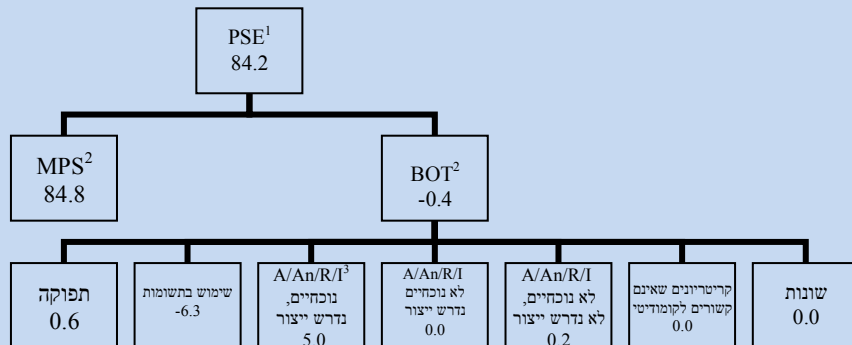 PSE¹
84.2
MPS²
84.8
BOT²
-0.4
תפוקה
0.6
שימוש בתשומות
-6.3
A/An/R/I³
נוכחיים,
נדרש ייצור
5.0
A/An/R/I
לא נוכחיים
נדרש ייצור
0.0
A/An/R/I
לא נוכחיים,
לא נדרש ייצור
0.2
קריטריונים שאינם
קשורים לקומודיטי
0.0
שונות
0.0